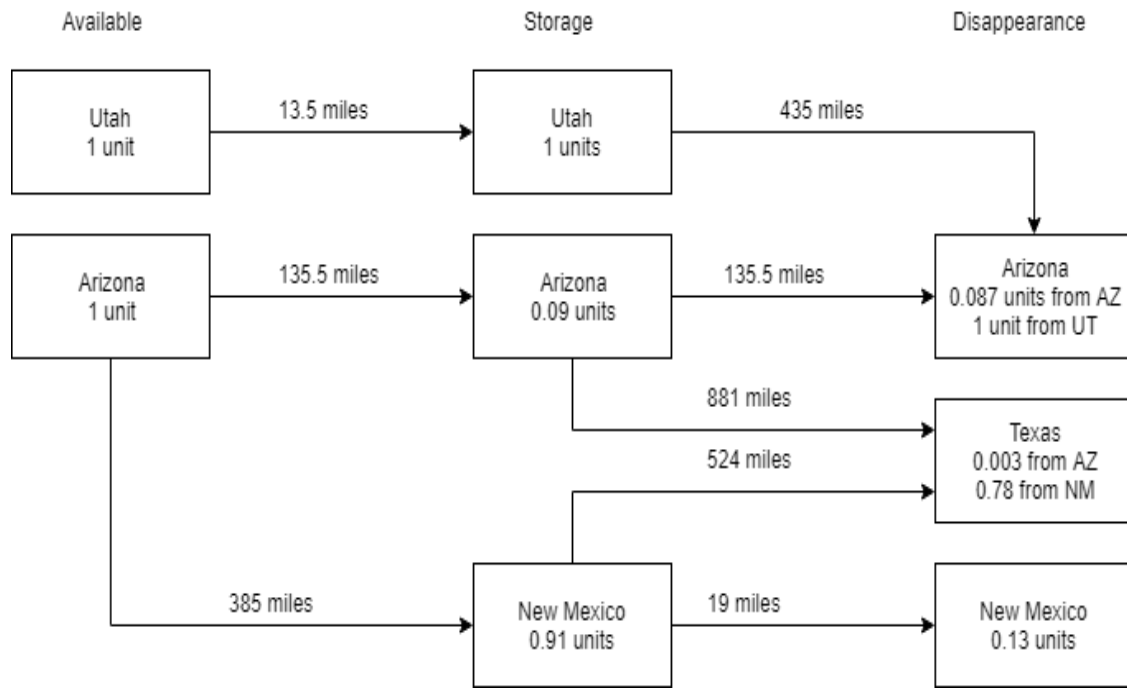 Available
Storage
Disappearance
Utah
1 unit
13.5 miles
Utah
1 units
435 miles
Arizona
1 unit
135.5 miles
Arizona
0.09 units
135.5 miles
Arizona
0.087 units from AZ
1 unit from UT
881 miles
524 miles
Texas
0.003 from AZ
0.78 from NM
385 miles
New Mexico
0.91 units
19 miles
New Mexico
0.13 units